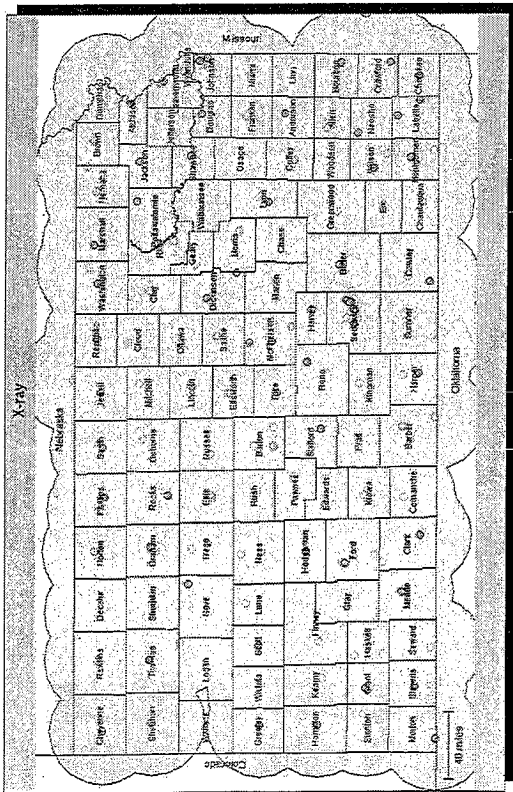 X-ray
Nebraska
Cheyenne
Rawlins
Decatur
Norton
Phillips
Smith
Jewell
Republic
Washington
Marshall
Nemaha
Brown
Doniphan
Sherman
Thomas
Sheridan
Graham
Rooks
Osborne
Mitchell
Cloud
Clay
Riley
Pottawatomie
Jackson
Atchison
Jefferson
Leavenworth
Wallace
Logan
Gove
Trego
Ellis
Russell
Lincoln
Ottawa
Dickinson
Geary
Wabaunsee
Shawnee
Douglas
Johnson
Greeley
Wichita
Scott
Lane
Ness
Rush
Barton
Ellsworth
Saline
Morris
Osage
Franklin
Miami
Rice
McPherson
Marion
Chase
Lyon
Coffey
Anderson
Linn
Hamilton
Kearny
Finney
Hodgeman
Pawnee
Stafford
Reno
Harvey
Butler
Greenwood
Woodson
Allen
Bourbon
Stanton
Grant
Haskell
Gray
Ford
Edwards
Kiowa
Pratt
Kingman
Sedgwick
Elk
Wilson
Neosho
Crawford
Morton
Stevens
Seward
Meade
Clark
Comanche
Barber
Harper
Sumner
Cowley
Chautauqua
Montgomery
Labette
Cherokee
Colorado
Missouri
Oklahoma
40 miles